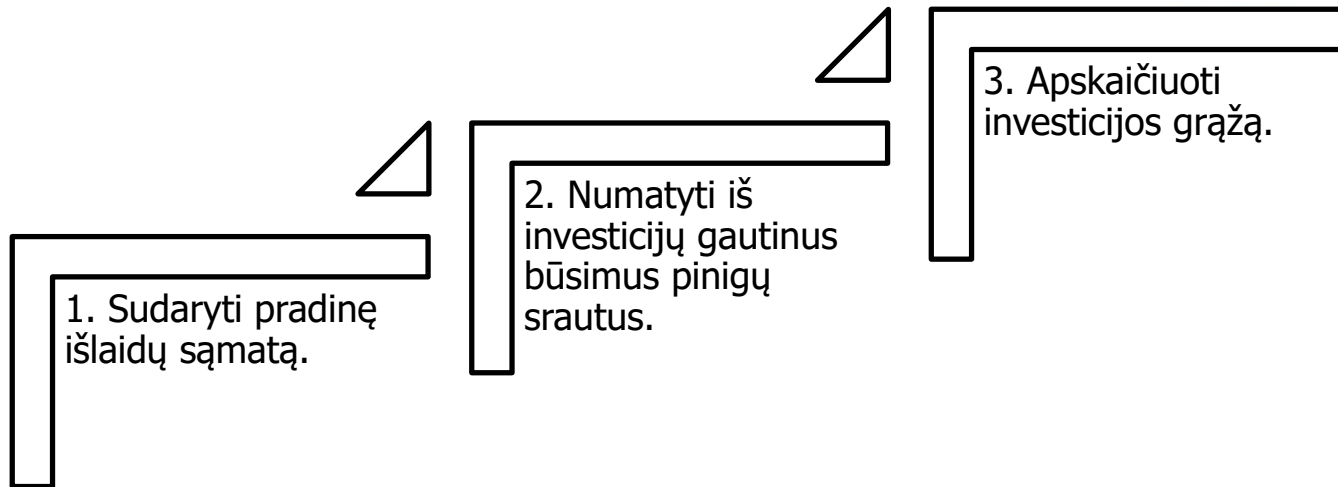 1. Sudaryti pradinę
išlaidų sąmatą.
2. Numatyti iš
investicijų gautinus
būsimus pinigų
srautus.
3. Apskaičiuoti
investicijos grąžą.